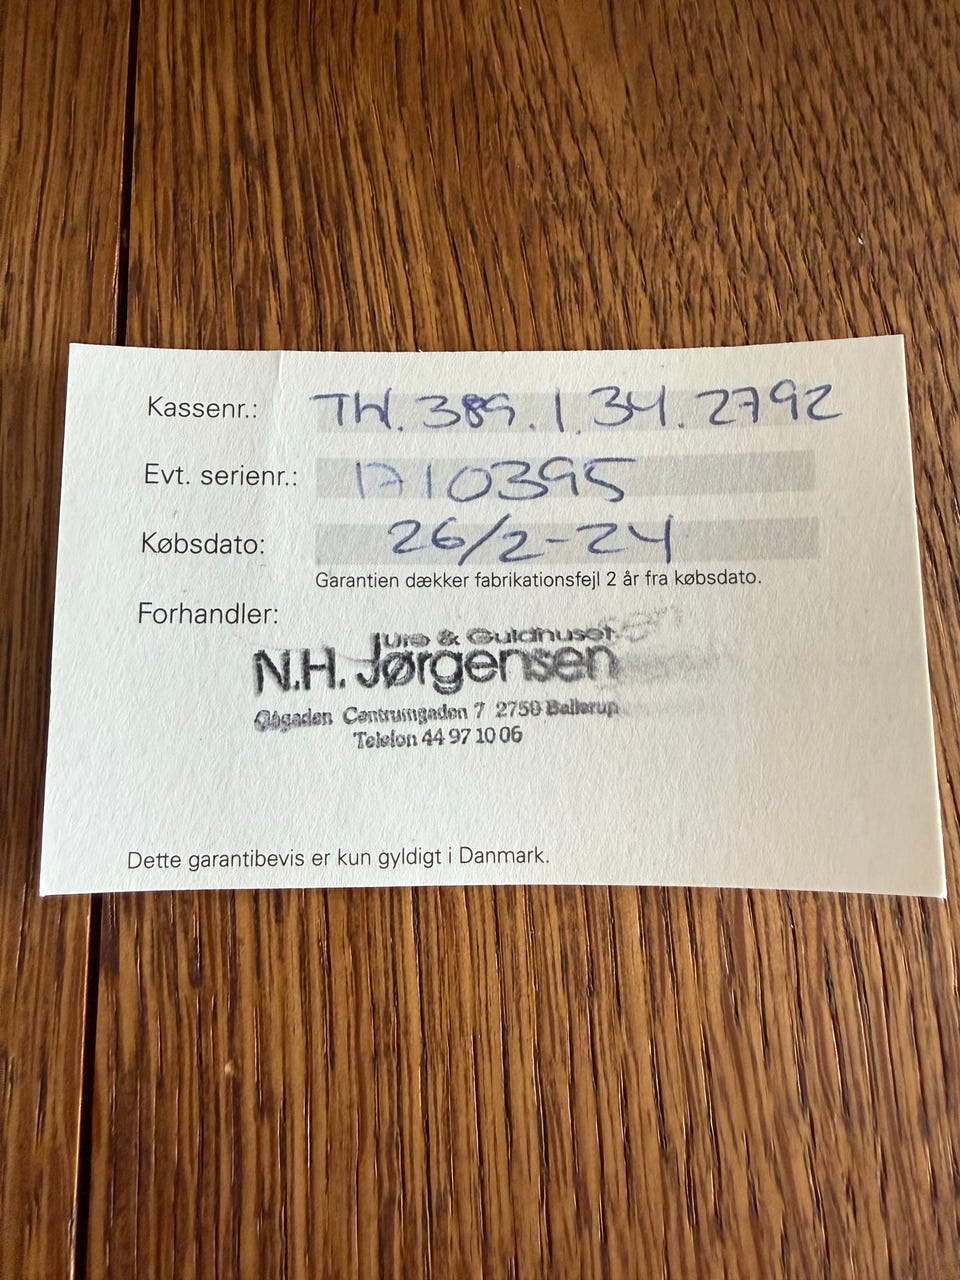 Kassenr.: TW. 389.1.34.2792
Evt. serienr.: 1710395
Købsdato: 26/2-24
Garantien dækker fabrikationsfejl 2 år fra købsdato.
Forhandler:
Ure & Guldhuset
N.H. Jørgensen
Gågaden Centrumgaden 7 2750 Ballerup
Telefon 44 97 10 06
Dette garantibevis er kun gyldigt i Danmark.